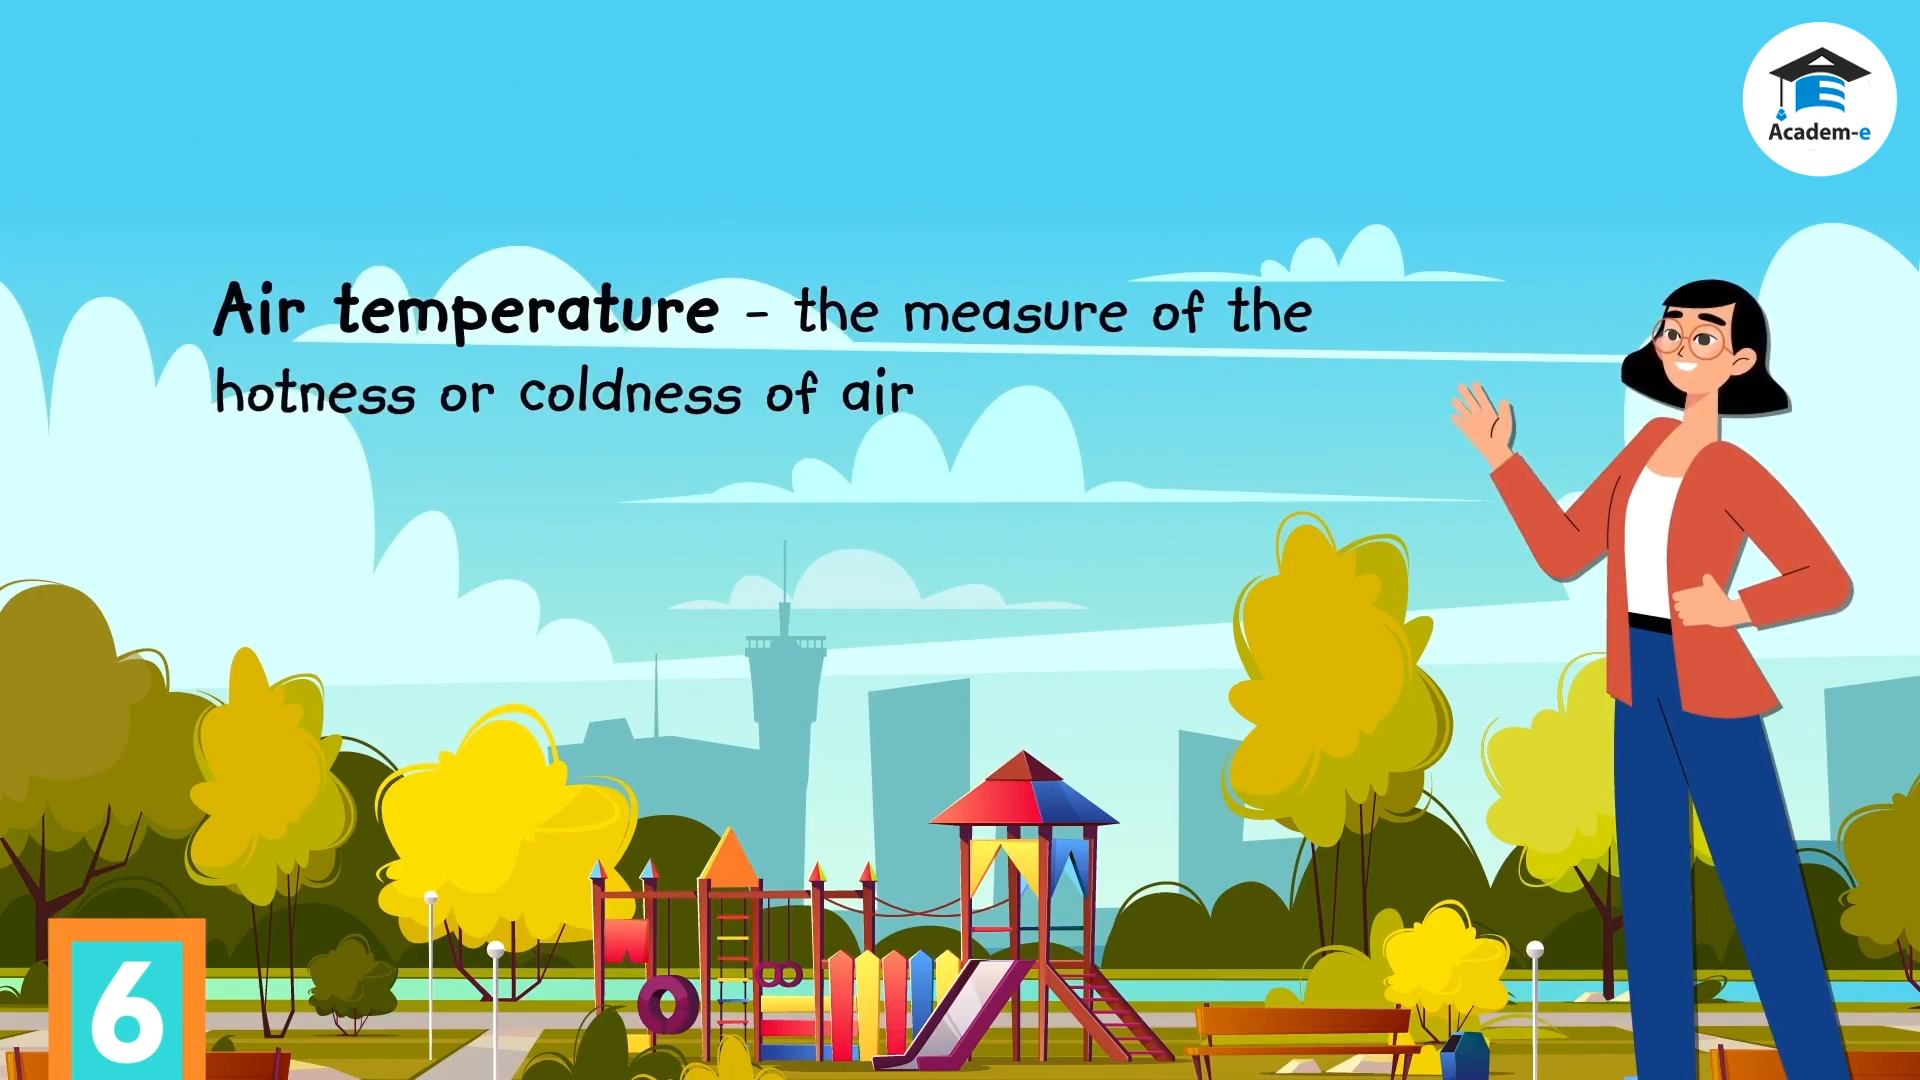 Academ-e
Air temperature - the measure of the
hotness or coldness of air
6